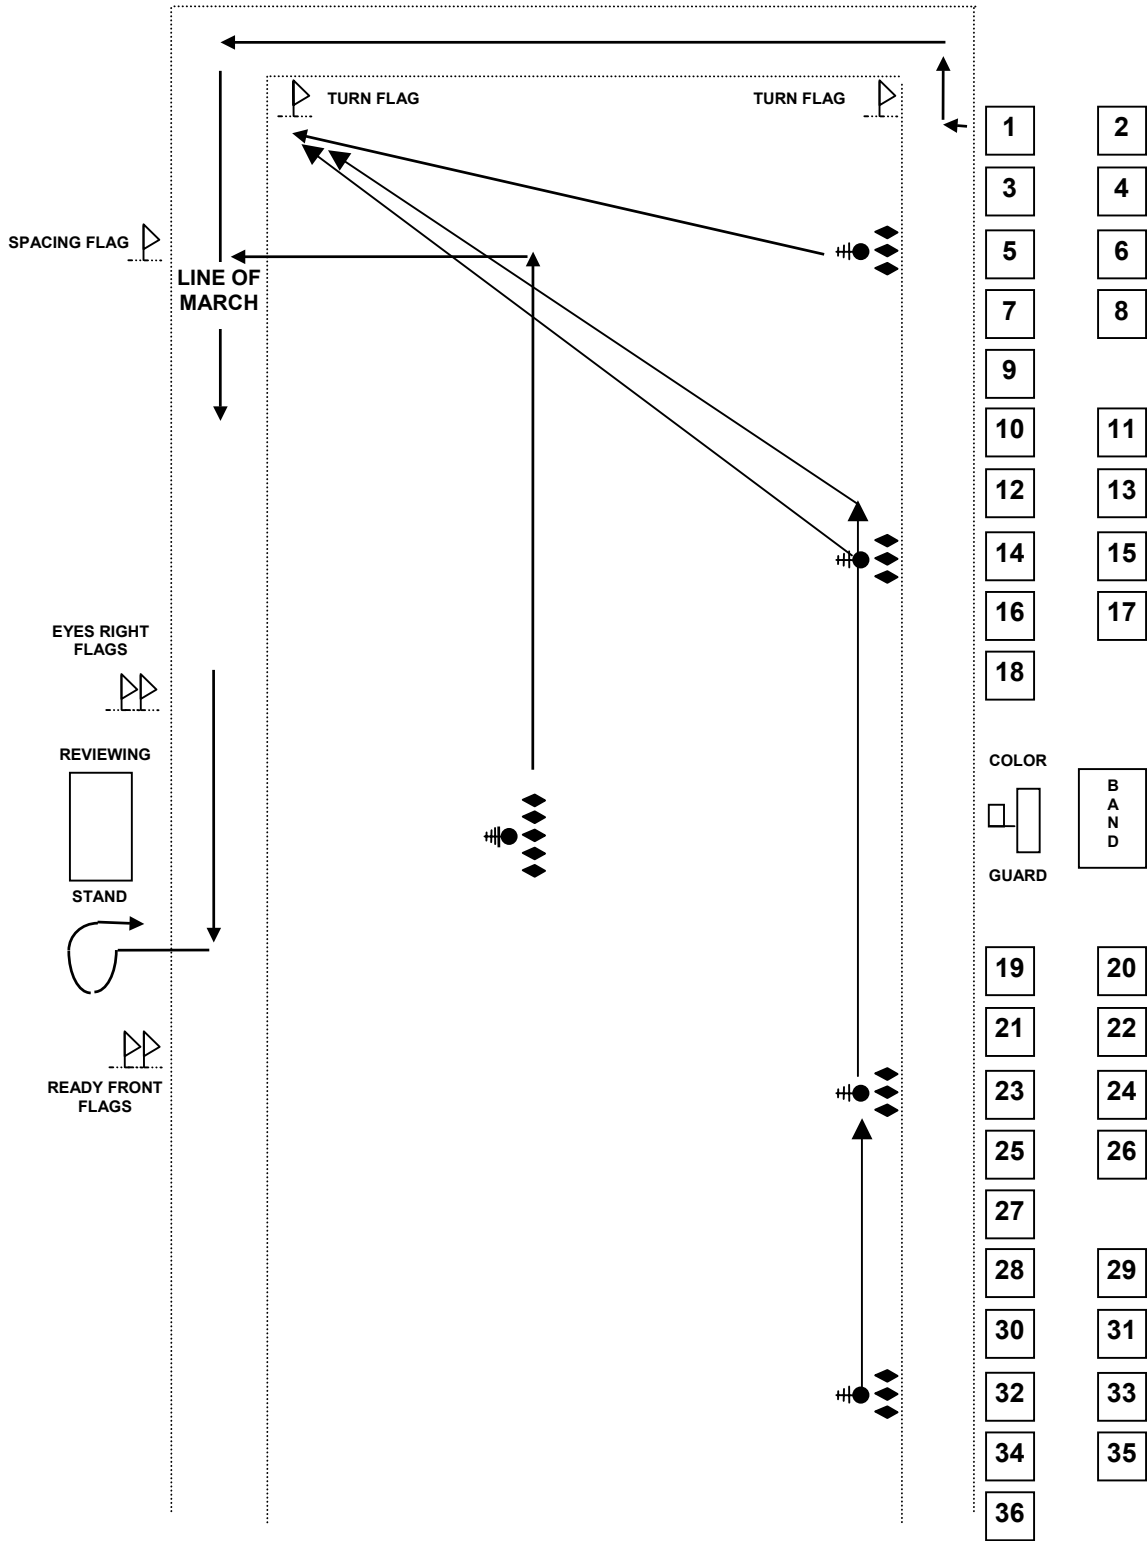 TURN FLAG
TURN FLAG
1
2
3
4
SPACING FLAG
5
6
LINE OF
MARCH
7
8
9
10
11
12
13
14
15
16
17
EYES RIGHT
FLAGS
18
REVIEWING
STAND
COLOR
GUARD
B
A
N
D
19
20
21
22
READY FRONT
FLAGS
23
24
25
26
27
28
29
30
31
32
33
34
35
36